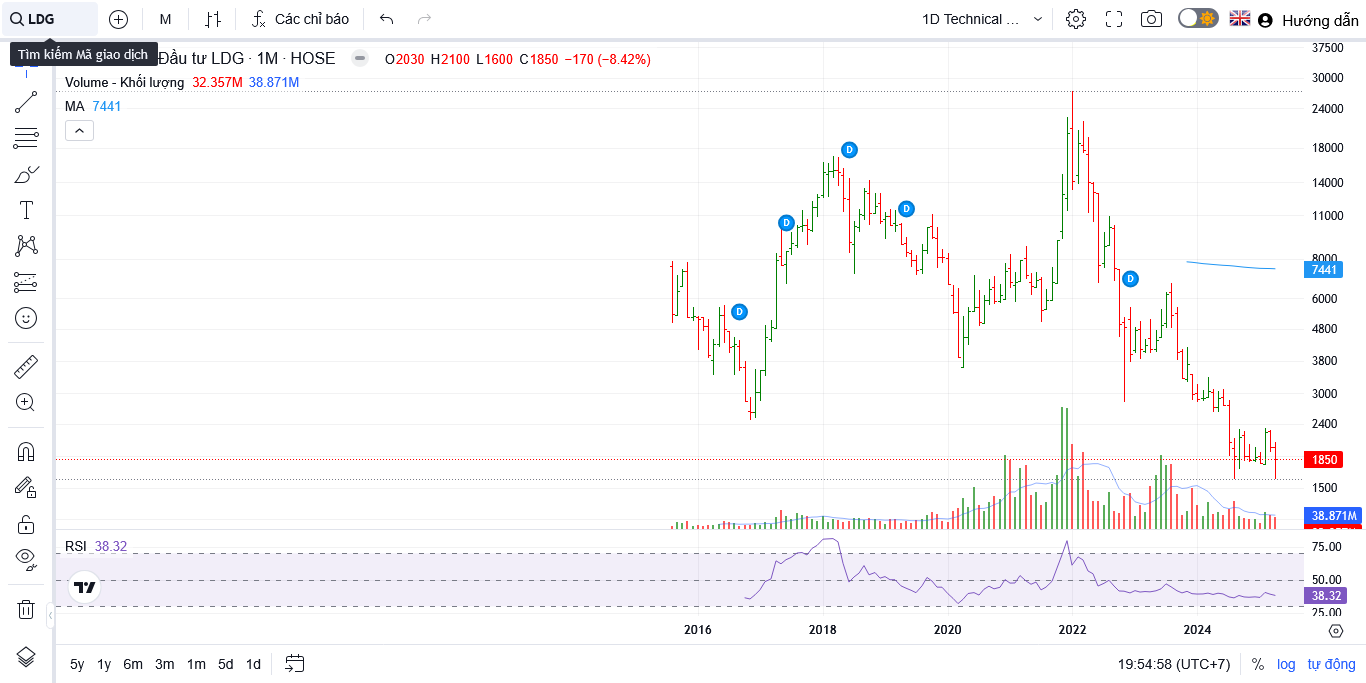 LDG M Các chỉ báo 1D Technical ... Hướng dẫn
Tìm kiếm Mã giao dịch
Đầu tư LDG · 1M · HOSE O2030 H2100 L1600 C1850 −170 (−8.42%)
Volume - Khối lượng 32.357M 38.871M
MA 7441
D
D
D
D
D
37500
30000
24000
18000
14000
11000
8000
7441
6000
4800
3800
3000
2400
1850
1500
38.871M
RSI 38.32
75.00
50.00
38.32
25.00
2016 2018 2020 2022 2024
5y 1y 6m 3m 1m 5d 1d 19:54:58 (UTC+7) % log tự động